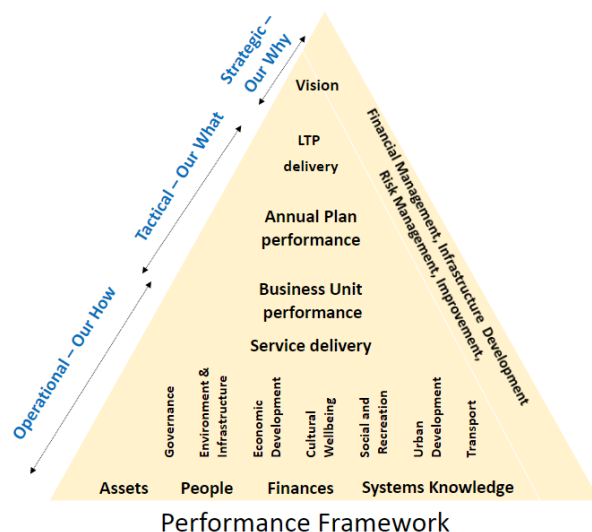 Strategic –
Our Why
Tactical – Our What
Operational – Our How
Vision
LTP
delivery
Annual Plan
performance
Business Unit
performance
Service delivery
Governance
Environment &
Infrastructure
Economic
Development
Cultural
Wellbeing
Social and
Recreation
Urban
Development
Transport
Assets
People
Finances
Systems Knowledge
Financial Management, Infrastructure Development
Risk Management, Improvement,
Performance Framework